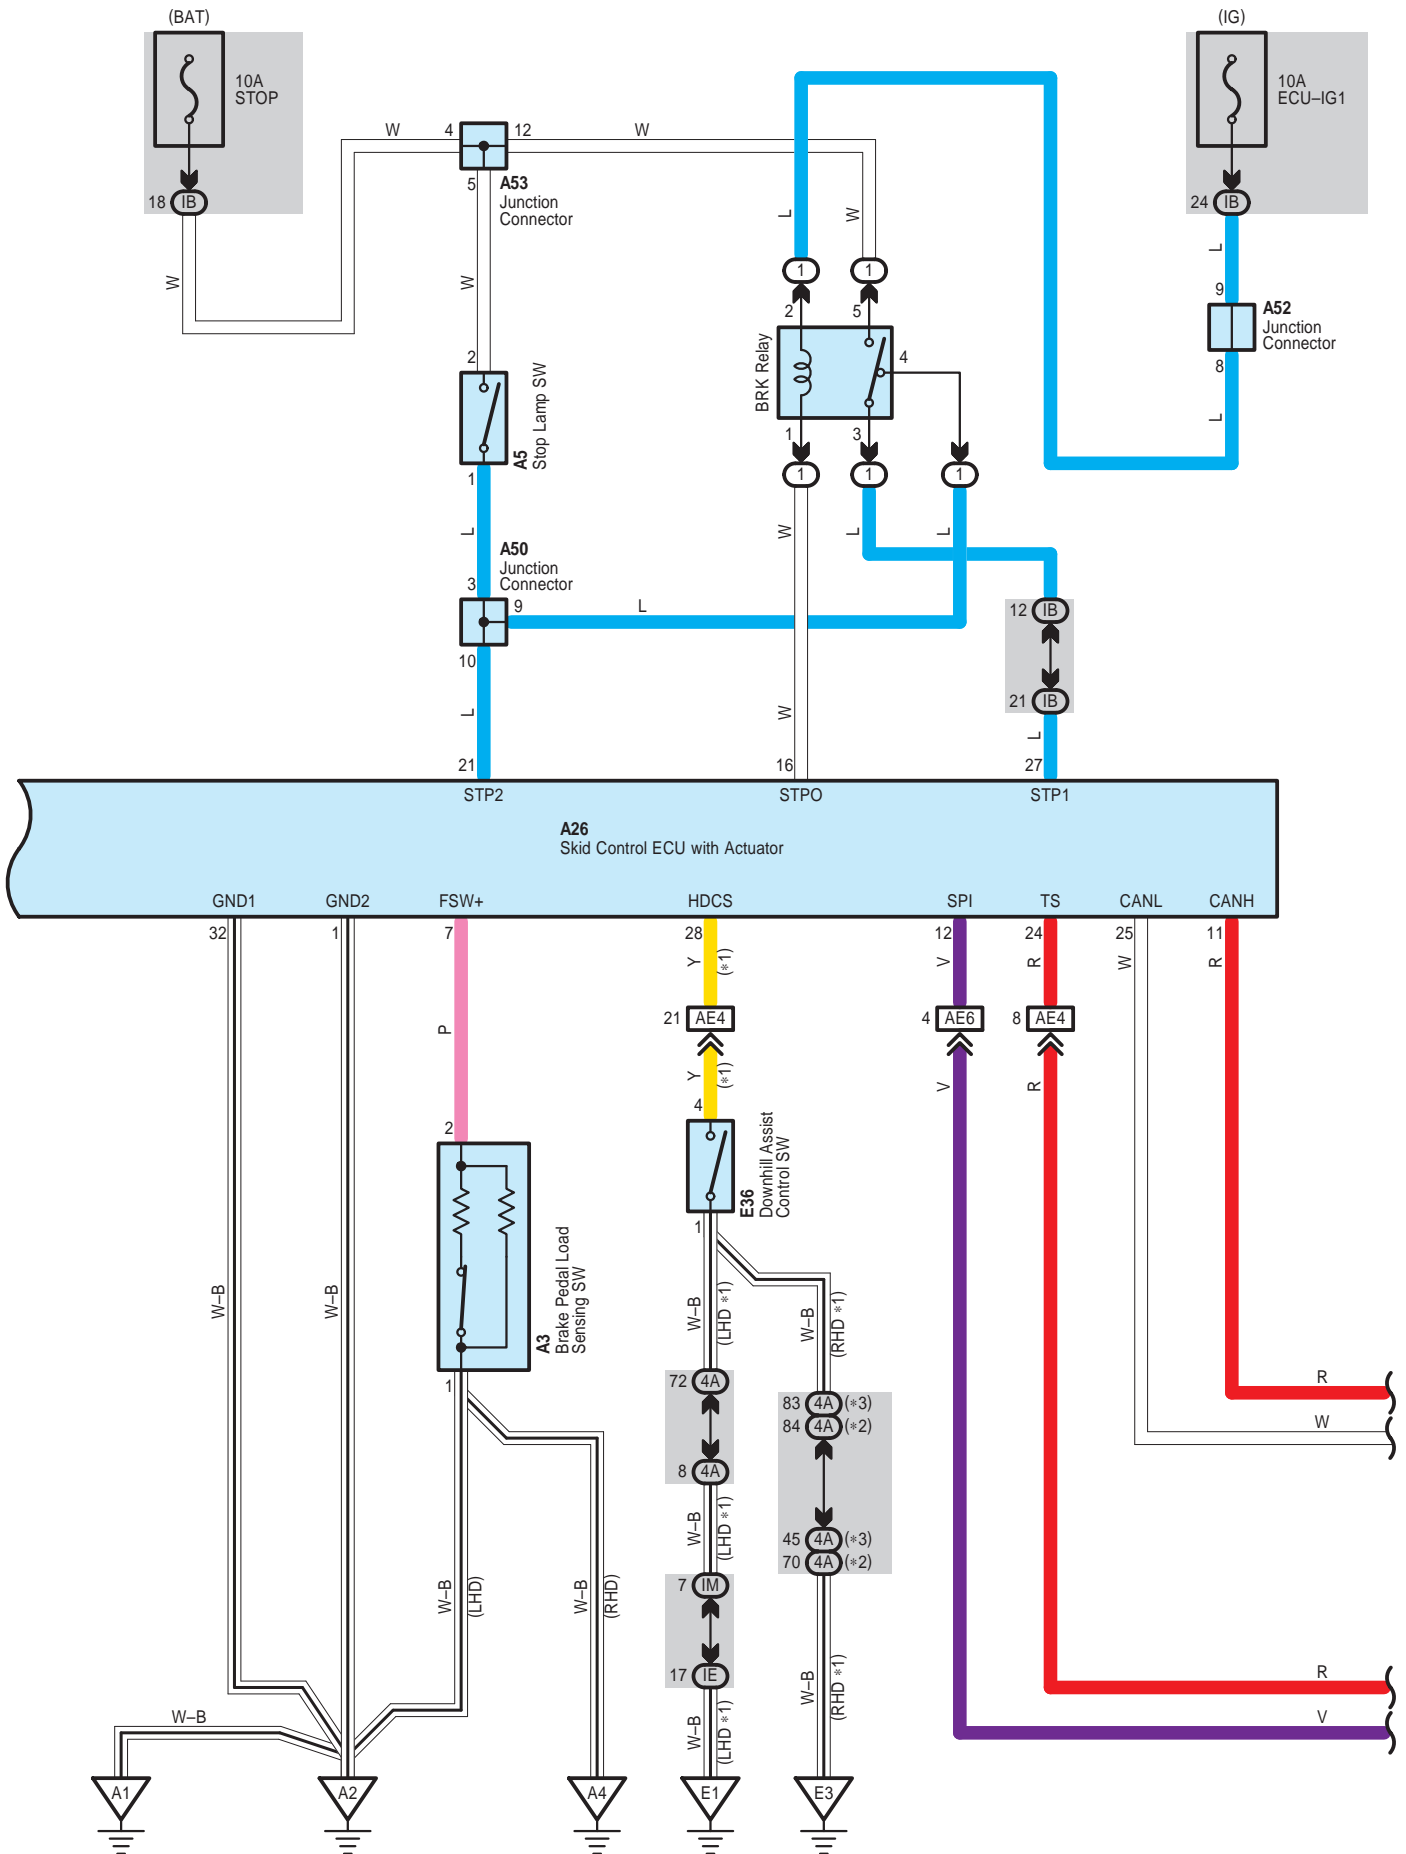 (BAT)
(IG)
10A
STOP
10A
ECU–IG1
W
4
12
W
5
A53
Junction
Connector
18
IB
24
IB
W
W
L
W
L
1
1
2
5
9
A52
Junction
Connector
8
L
BRK Relay
4
1
3
1
1
1
2
A5
Stop Lamp SW
1
L
W
L
L
A50
Junction
Connector
3
9
L
10
12
IB
21
IB
L
W
L
21
16
27
STP2
STPO
STP1
A26
Skid Control ECU with Actuator
GND1
GND2
FSW+
HDCS
SPI
TS
CANL
CANH
32
1
7
28
12
24
25
11
Y
(*1)
V
R
W
R
21
AE4
4
AE6
8
AE4
P
Y
(*1)
V
R
2
4
E36
Downhill Assist
Control SW
1
A3
Brake Pedal Load
Sensing SW
1
W–B
W–B
W–B
(LHD *1)
W–B
(RHD *1)
72
4A
8
4A
83
4A
(*3)
84
4A
(*2)
45
4A
(*3)
70
4A
(*2)
R
W
W–B
(LHD *1)
7
IM
17
IE
W–B
(LHD)
W–B
(RHD)
W–B
(LHD *1)
W–B
(RHD *1)
R
V
W–B
A1
A2
A4
E1
E3